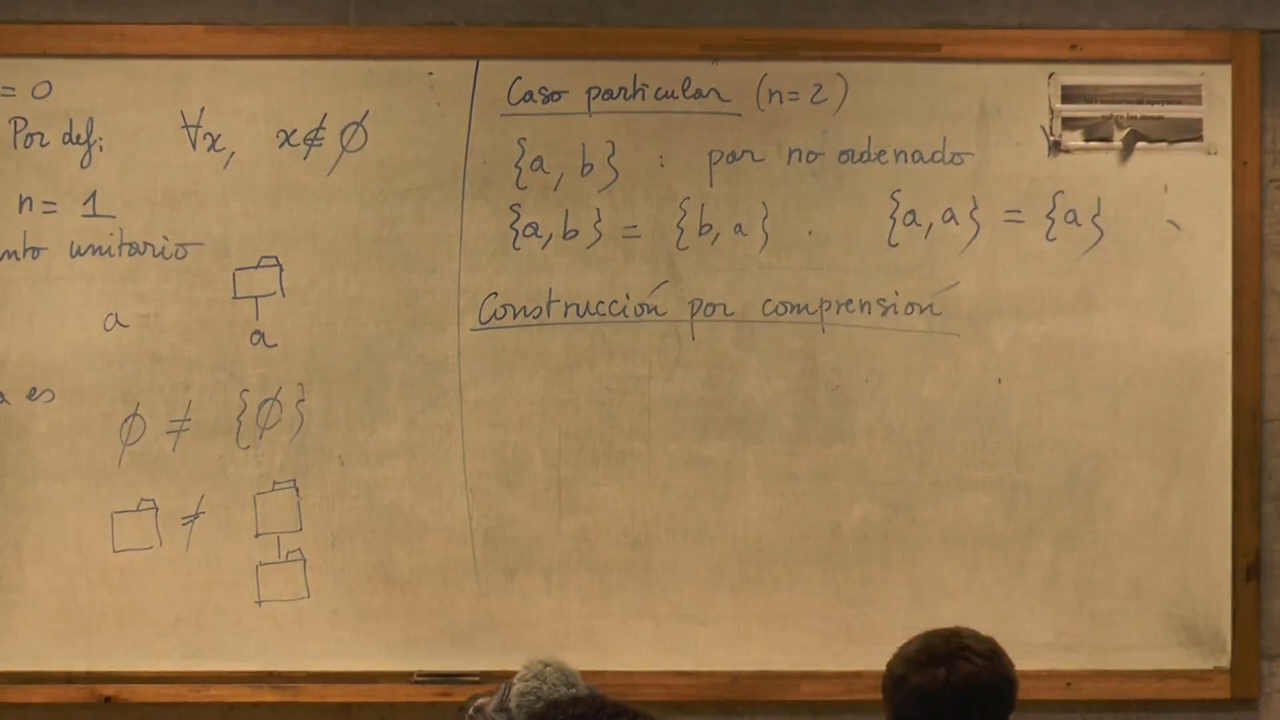 = 0
Por def: ∀x, x∉∅
n= 1
nto unitario
a
a
a es
∅ ≠ {∅}
≠
Caso particular (n=2)
{a, b} : par no ordenado
{a,b} = {b, a} . {a,a} = {a}
Construcción por comprensión